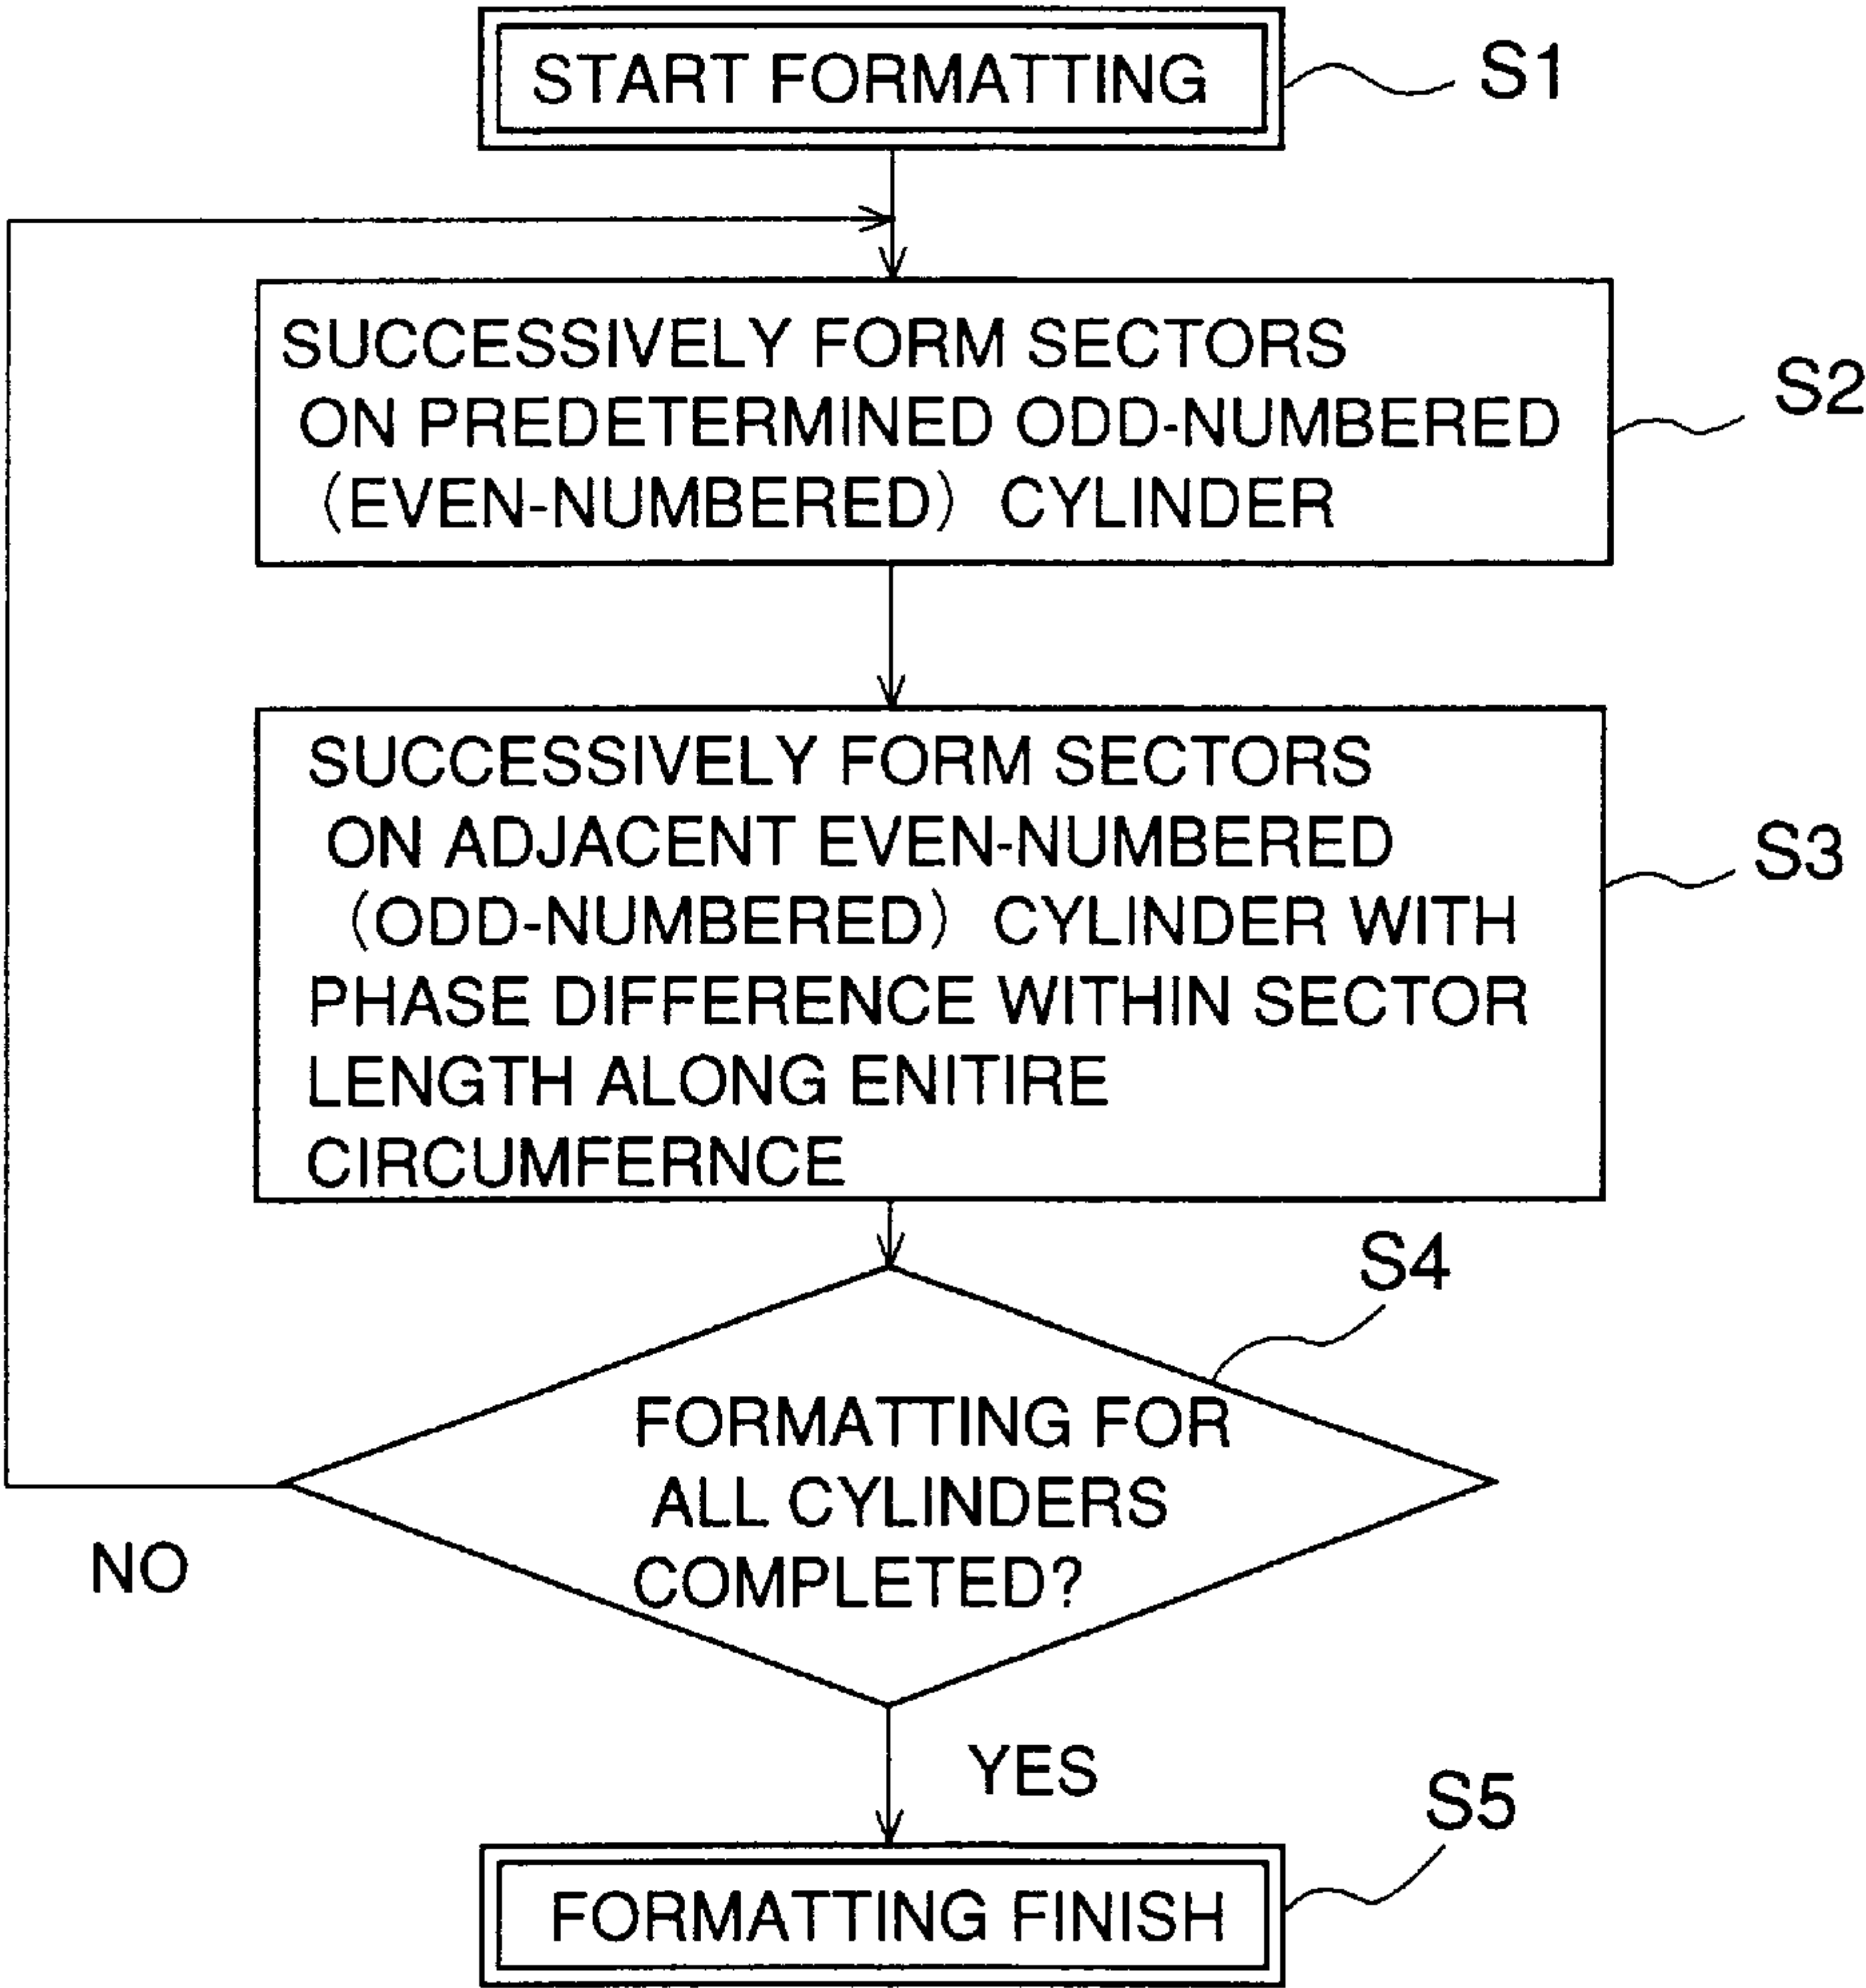 START FORMATTING
S1
SUCCESSIVELY FORM SECTORS
ON PREDETERMINED ODD-NUMBERED
(EVEN-NUMBERED) CYLINDER
S2
SUCCESSIVELY FORM SECTORS
ON ADJACENT EVEN-NUMBERED
(ODD-NUMBERED) CYLINDER WITH
PHASE DIFFERENCE WITHIN SECTOR
LENGTH ALONG ENITIRE
CIRCUMFERNCE
S3
S4
FORMATTING FOR
ALL CYLINDERS
COMPLETED?
NO
YES
S5
FORMATTING FINISH